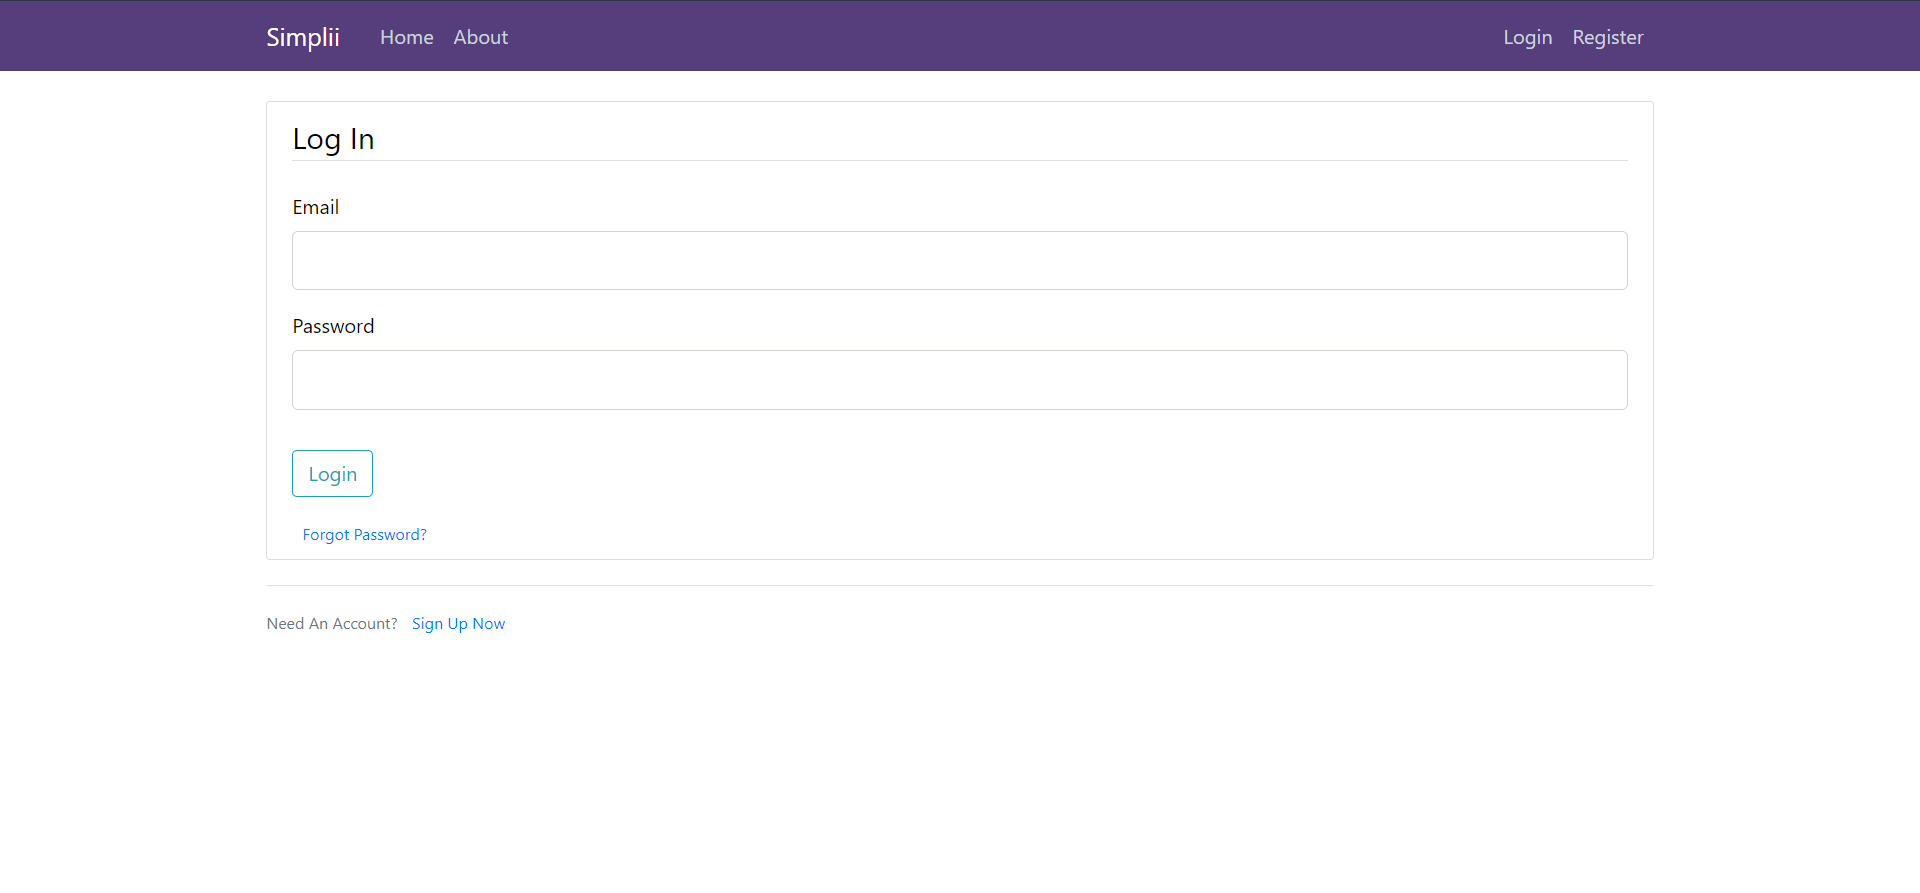 Simplii Home About Login Register
Log In
Email
Password
Login
Forgot Password?
Need An Account? Sign Up Now